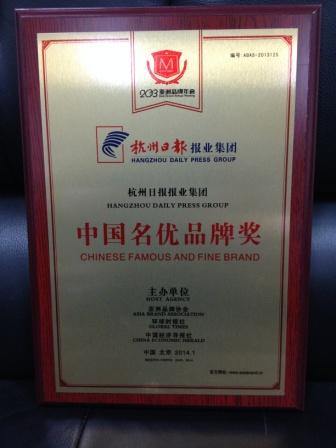 M
编号:ABAS-2013125
2013亚洲品牌年会
杭州日报 报业集团
HANGZHOU DAILY PRESS GROUP
杭州日报报业集团
HANGZHOU DAILY PRESS GROUP
中国名优品牌奖
CHINESE FAMOUS AND FINE BRAND
主办单位
HOST AGENCY
亚洲品牌协会
ASIA BRAND ASSOCIATION
环球时报社
GLOBAL TIMES
中国经济导报社
CHINA ECONOMIC HERALD
中国 北京 2014.1